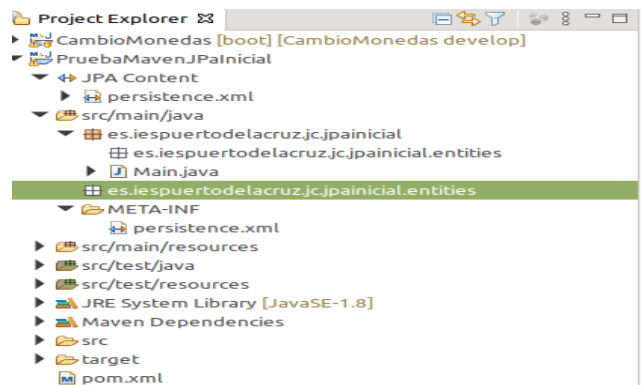 Project Explorer
CambioMonedas [boot] [CambioMonedas develop]
PruebaMavenJPaInicial
JPA Content
persistence.xml
src/main/java
es.iespuertodelacruz.jc.jpainicial
es.iespuertodelacruz.jc.jpainicial.entities
Main.java
es.iespuertodelacruz.jc.jpainicial.entities
META-INF
persistence.xml
src/main/resources
src/test/java
src/test/resources
JRE System Library [JavaSE-1.8]
Maven Dependencies
src
target
pom.xml